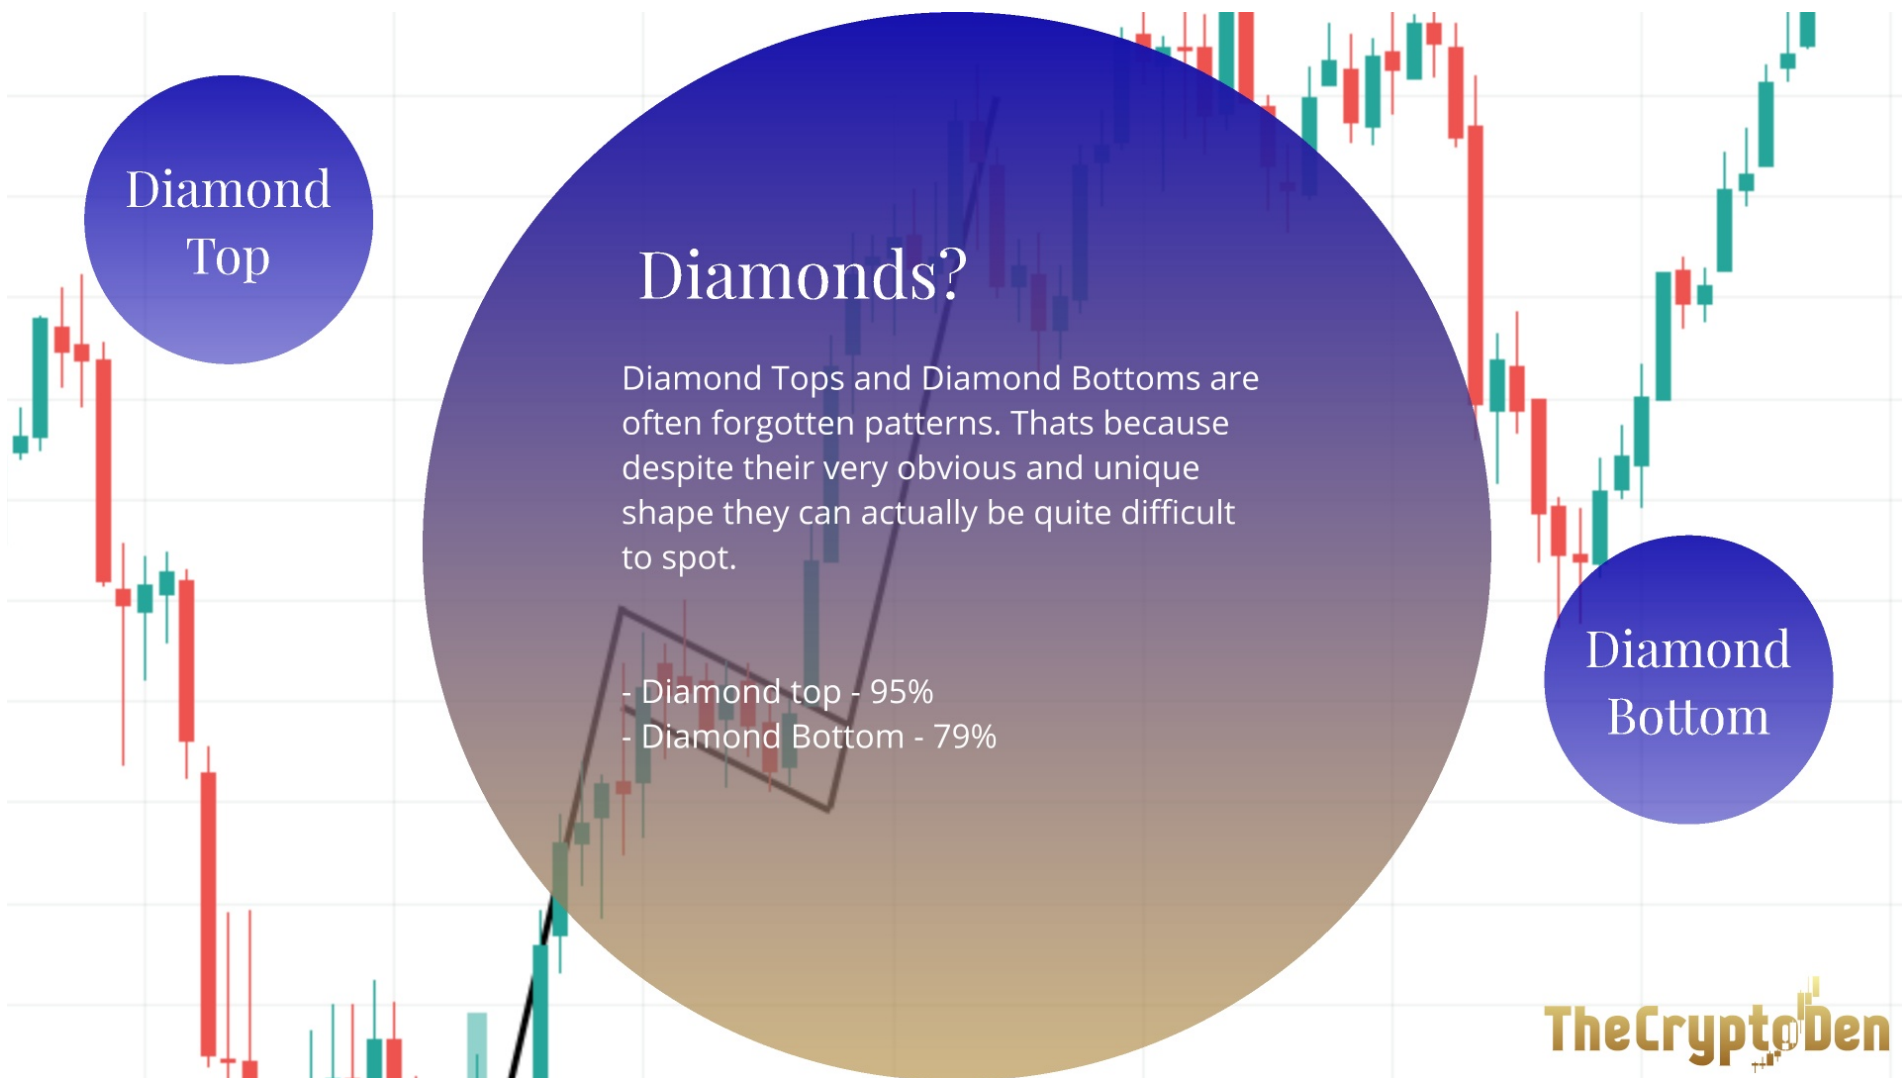 Diamond
Top
Diamonds?
Diamond Tops and Diamond Bottoms are
often forgotten patterns. Thats because
despite their very obvious and unique
shape they can actually be quite difficult
to spot.
- Diamond top - 95%
- Diamond Bottom - 79%
Diamond
Bottom
TheCryptoDen